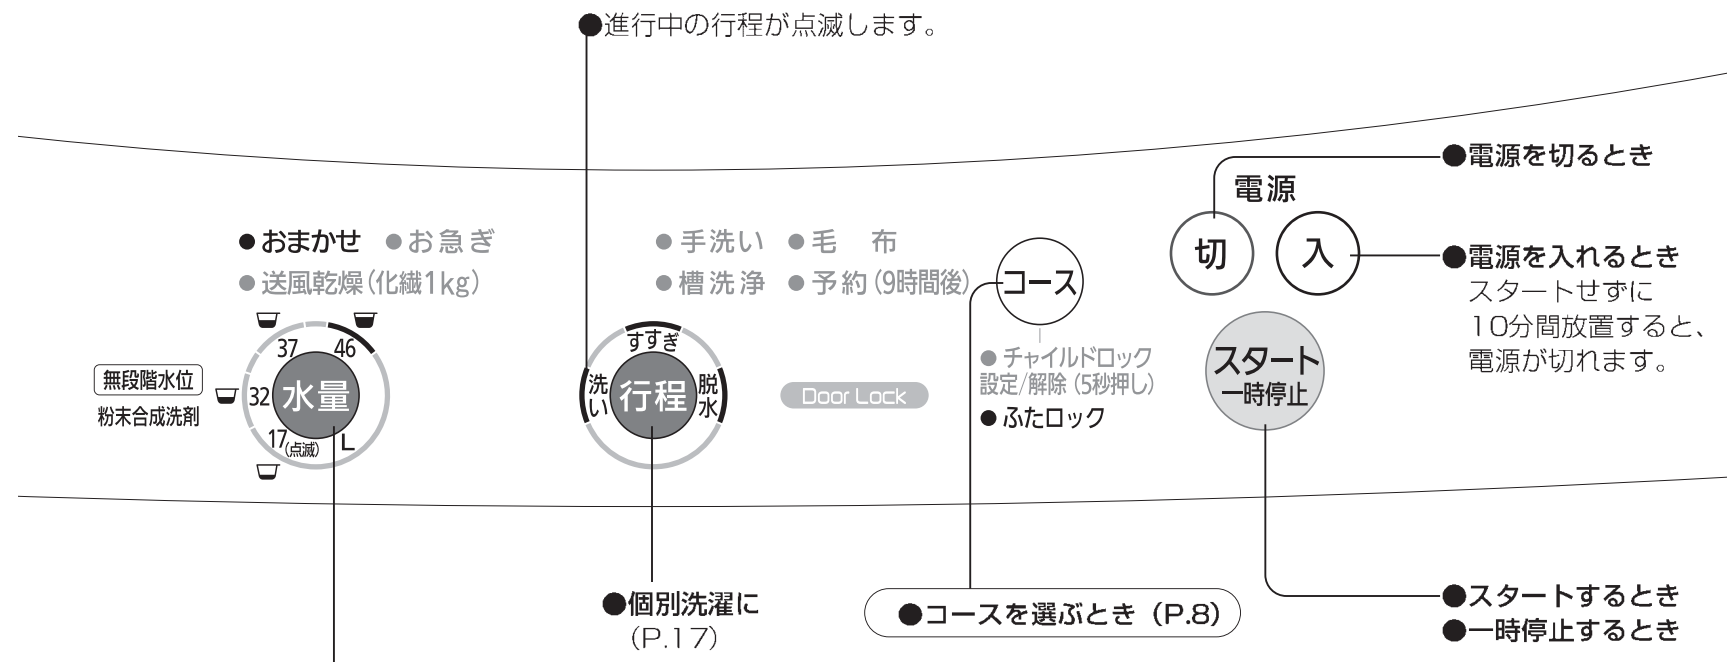 ●進行中の行程が点滅します。
●電源を切るとき
電源
切
入
●電源を入れるとき
スタートせずに
10分間放置すると、
電源が切れます。
●おまかせ ●お急ぎ
●送風乾燥(化繊1kg)
●手洗い ●毛 布
●槽洗浄 ●予約(9時間後)
コース
●チャイルドロック
設定/解除(5秒押し)
●ふたロック
スタート
一時停止
無段階水位
粉末合成洗剤
37
46
32
17
(点滅)
L
水量
すすぎ
洗い
行程
脱水
Door Lock
●個別洗濯に
(P.17)
●コースを選ぶとき(P.8)
●スタートするとき
●一時停止するとき